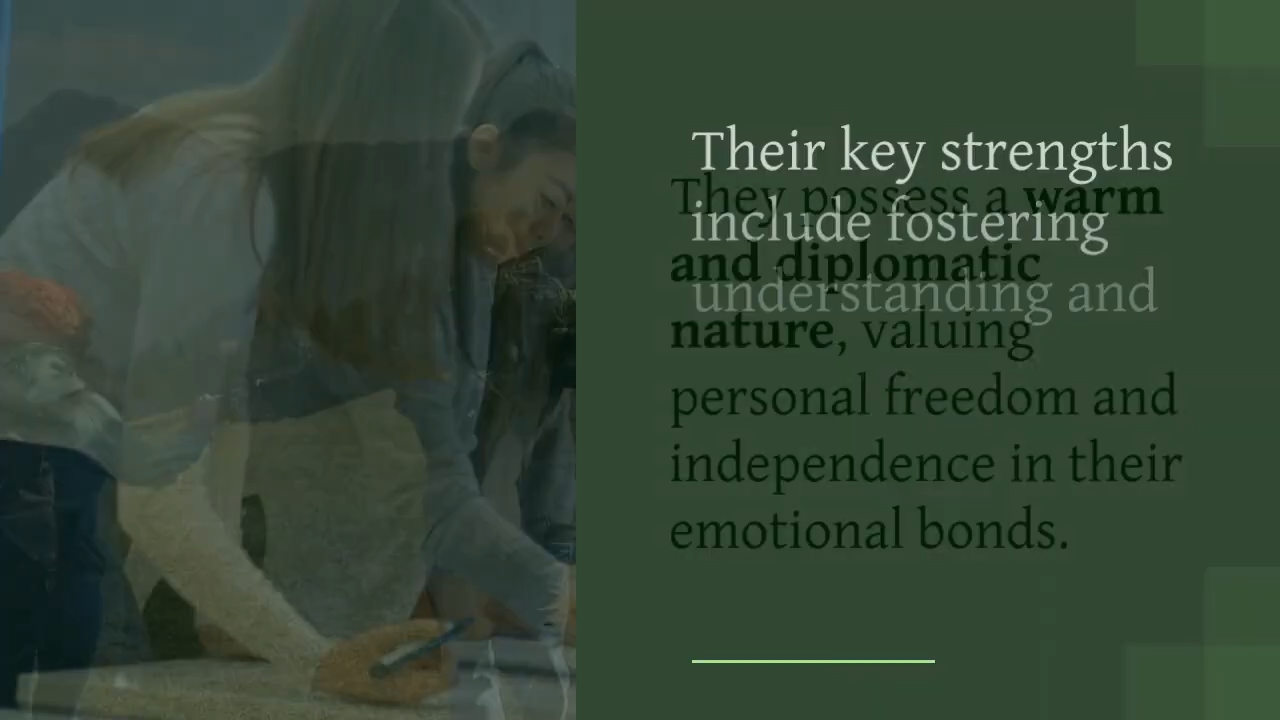 Their key strengths
include fostering
understanding and
They possess a warm
and diplomatic
nature, valuing
personal freedom and
independence in their
emotional bonds.